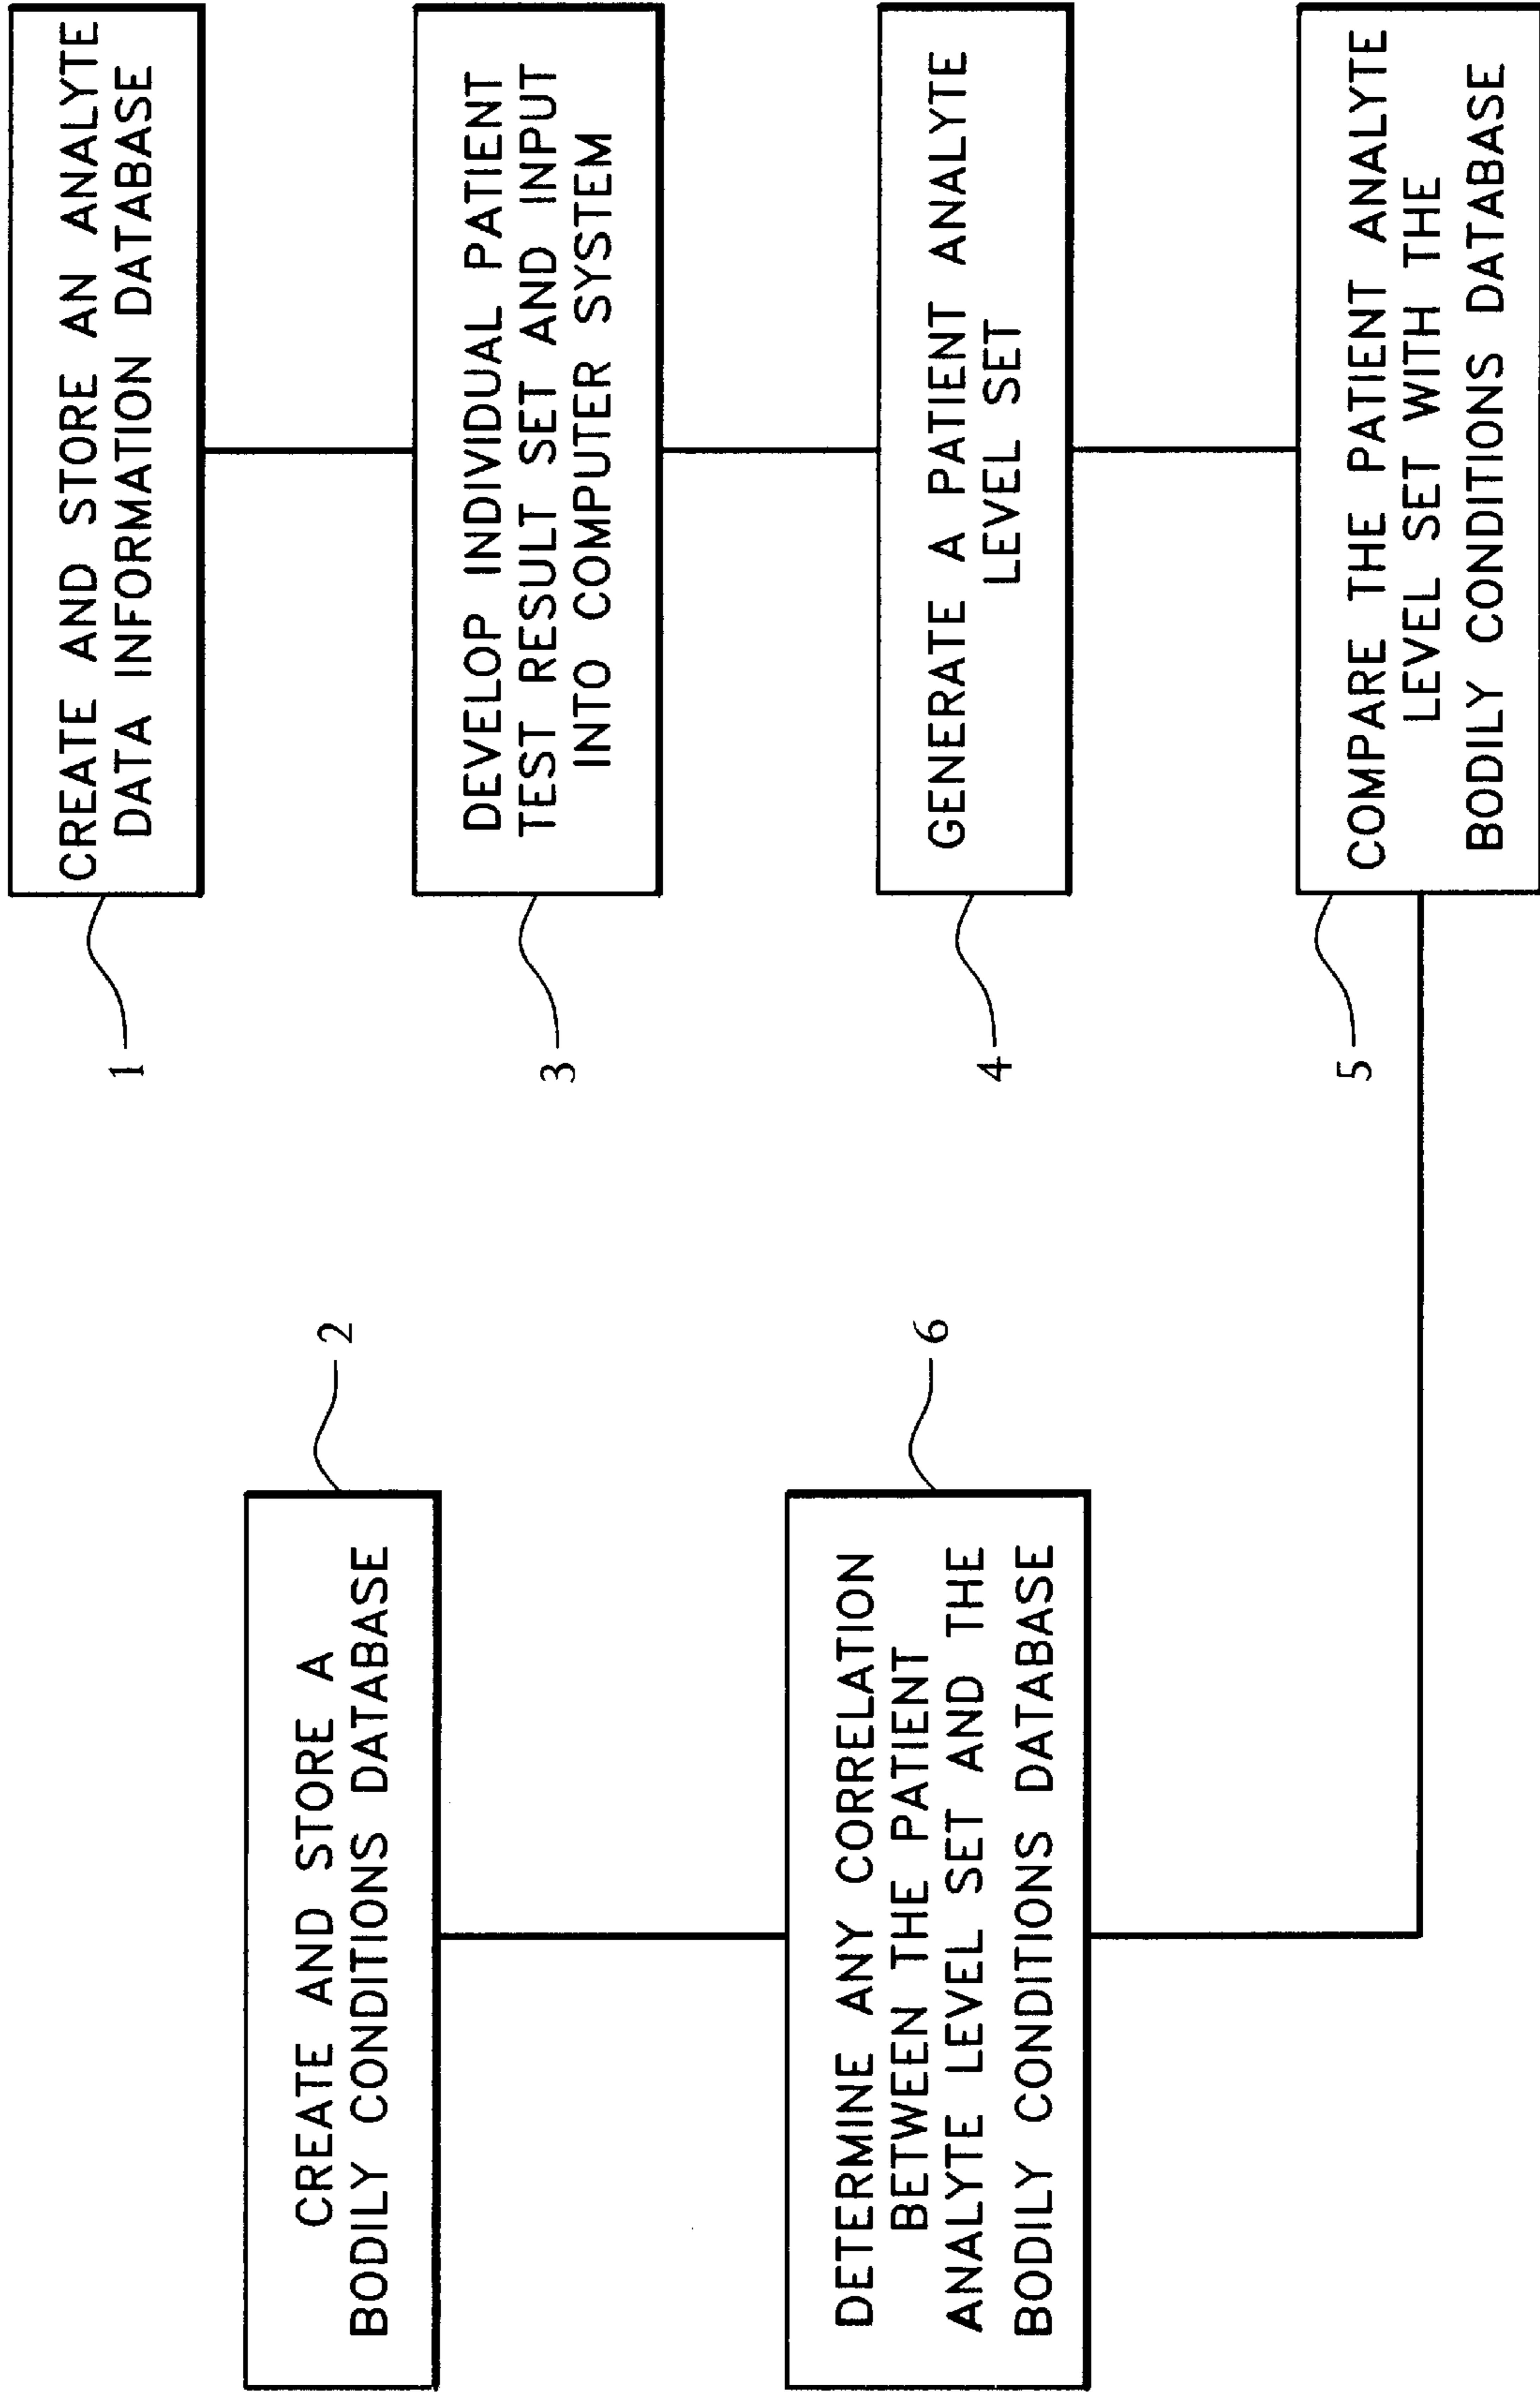 CREATE AND STORE A
BODILY CONDITIONS DATABASE
2
DETERMINE ANY CORRELATION
BETWEEN THE PATIENT
ANALYTE LEVEL SET AND THE
BODILY CONDITIONS DATABASE
6
CREATE AND STORE AN ANALYTE
DATA INFORMATION DATABASE
1
DEVELOP INDIVIDUAL PATIENT
TEST RESULT SET AND INPUT
INTO COMPUTER SYSTEM
3
GENERATE A PATIENT ANALYTE
LEVEL SET
4
COMPARE THE PATIENT ANALYTE
LEVEL SET WITH THE
BODILY CONDITIONS DATABASE
5